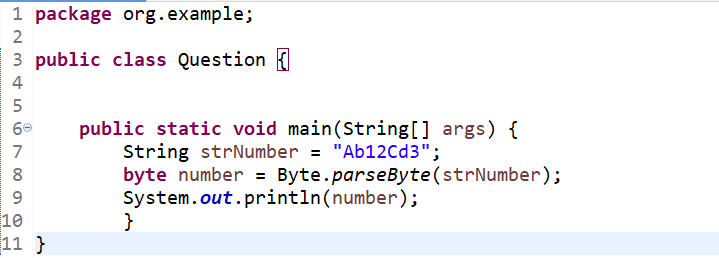 1 package org.example;
2
3 public class Question {
4
5
6 public static void main(String[] args) {
7 String strNumber = "Ab12Cd3";
8 byte number = Byte.parseByte(strNumber);
9 System.out.println(number);
10 }
11 }